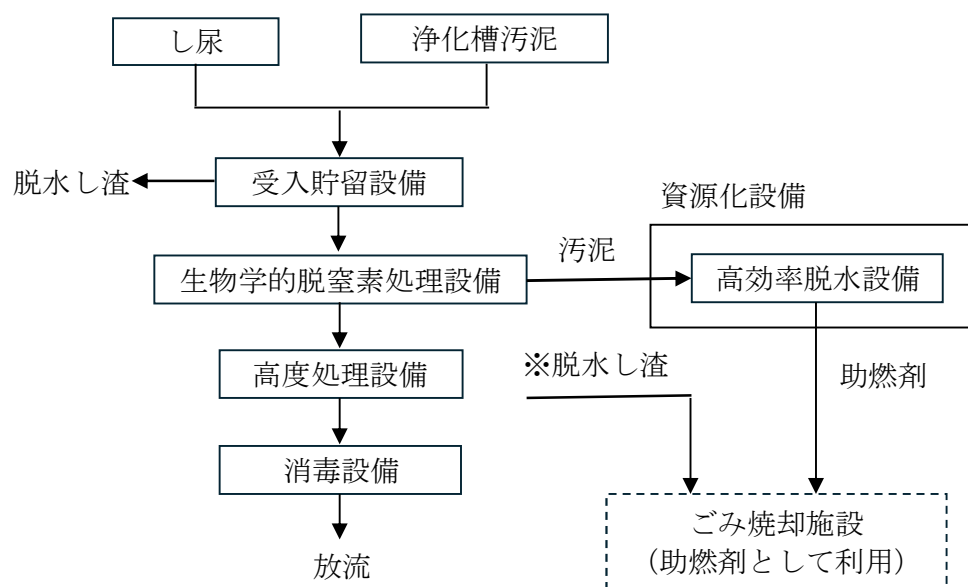 し尿
浄化槽汚泥
脱水し渣
受入貯留設備
資源化設備
汚泥
生物学的脱窒素処理設備
高効率脱水設備
高度処理設備
※脱水し渣
助燃剤
消毒設備
ごみ焼却施設
（助燃剤として利用）
放流